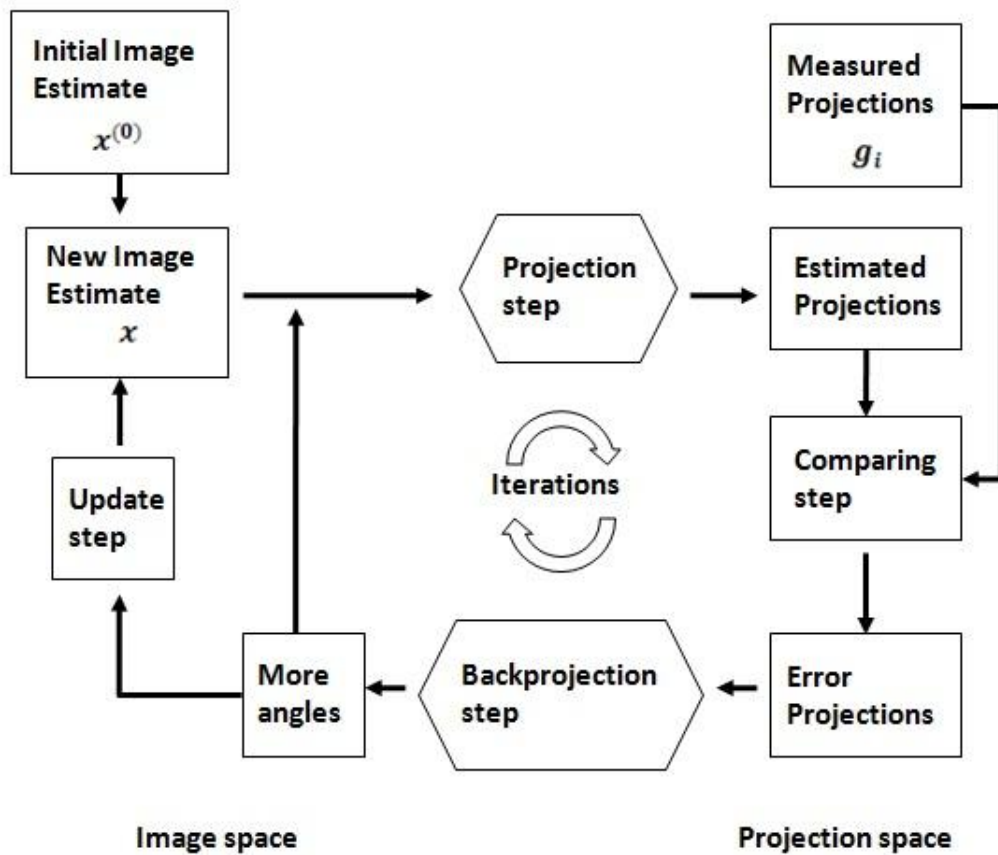 Initial Image
Estimate
x⁽⁰⁾
Measured
Projections
gᵢ
New Image
Estimate
x
Projection
step
Estimated
Projections
Update
step
Iterations
Comparing
step
More
angles
Backprojection
step
Error
Projections
Image space
Projection space